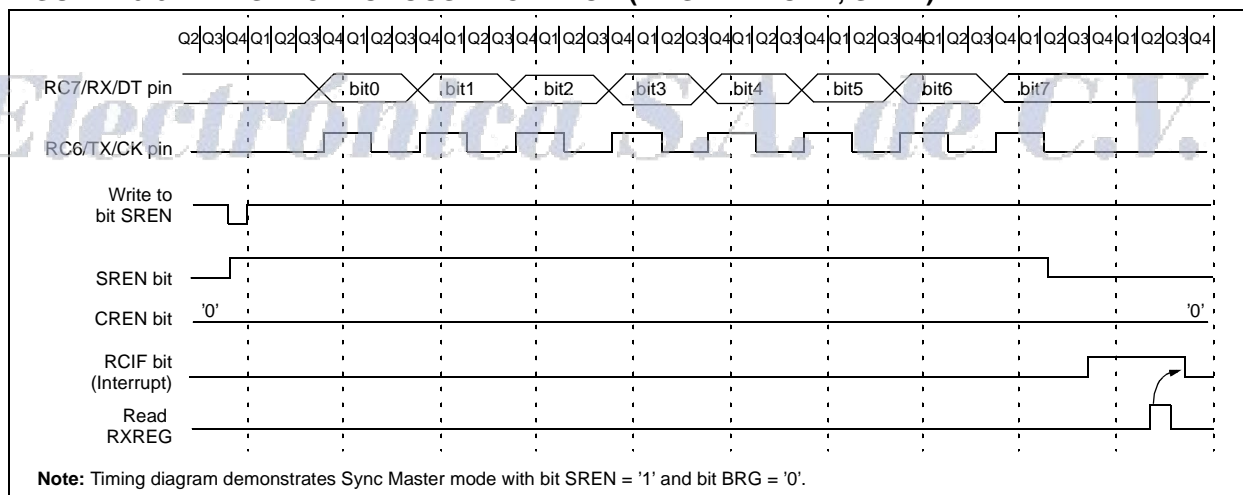 Q2 Q3 Q4 Q1 Q2 Q3 Q4 Q1 Q2 Q3 Q4 Q1 Q2 Q3 Q4 Q1 Q2 Q3 Q4 Q1 Q2 Q3 Q4 Q1 Q2 Q3 Q4 Q1 Q2 Q3 Q4 Q1 Q2 Q3 Q4 Q1 Q2 Q3 Q4 Q1 Q2 Q3 Q4
RC7/RX/DT pin bit0 bit1 bit2 bit3 bit4 bit5 bit6 bit7
Electrónica S.A. de C.V.
RC6/TX/CK pin
Write to
bit SREN
SREN bit
CREN bit '0' '0'
RCIF bit
(Interrupt)
Read
RXREG
Note: Timing diagram demonstrates Sync Master mode with bit SREN = '1' and bit BRG = '0'.